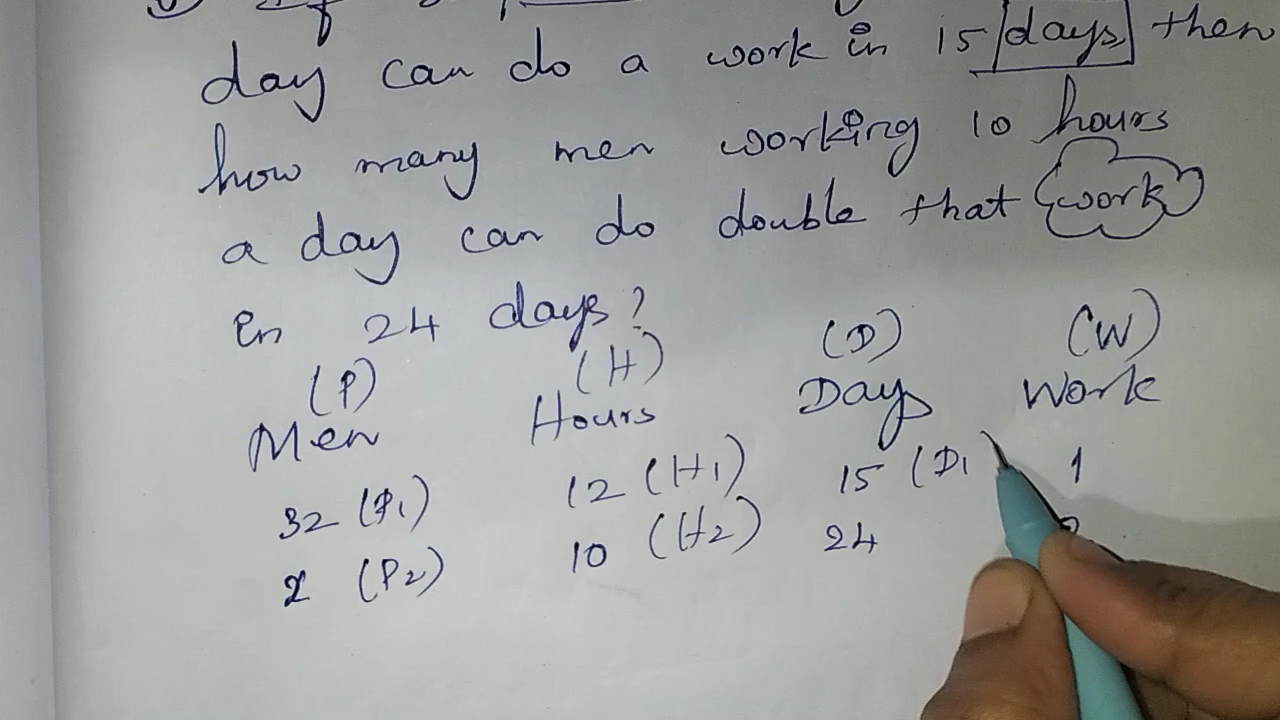 day can do a work in 15 days then
how many men working 10 hours
a day can do double that work
in 24 days?
(P) (H) (D) (W)
Men Hours Days Work
32 (P1) 12 (H1) 15 (D1 1
x (P2) 10 (H2) 24